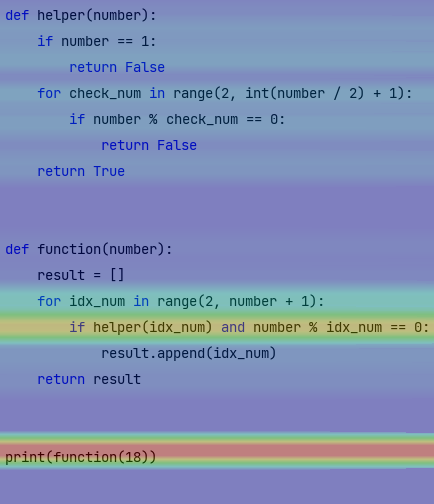 def helper(number):
    if number == 1:
        return False
    for check_num in range(2, int(number / 2) + 1):
        if number % check_num == 0:
            return False
    return True
def function(number):
    result = []
    for idx_num in range(2, number + 1):
        if helper(idx_num) and number % idx_num == 0:
            result.append(idx_num)
    return result
print(function(18))